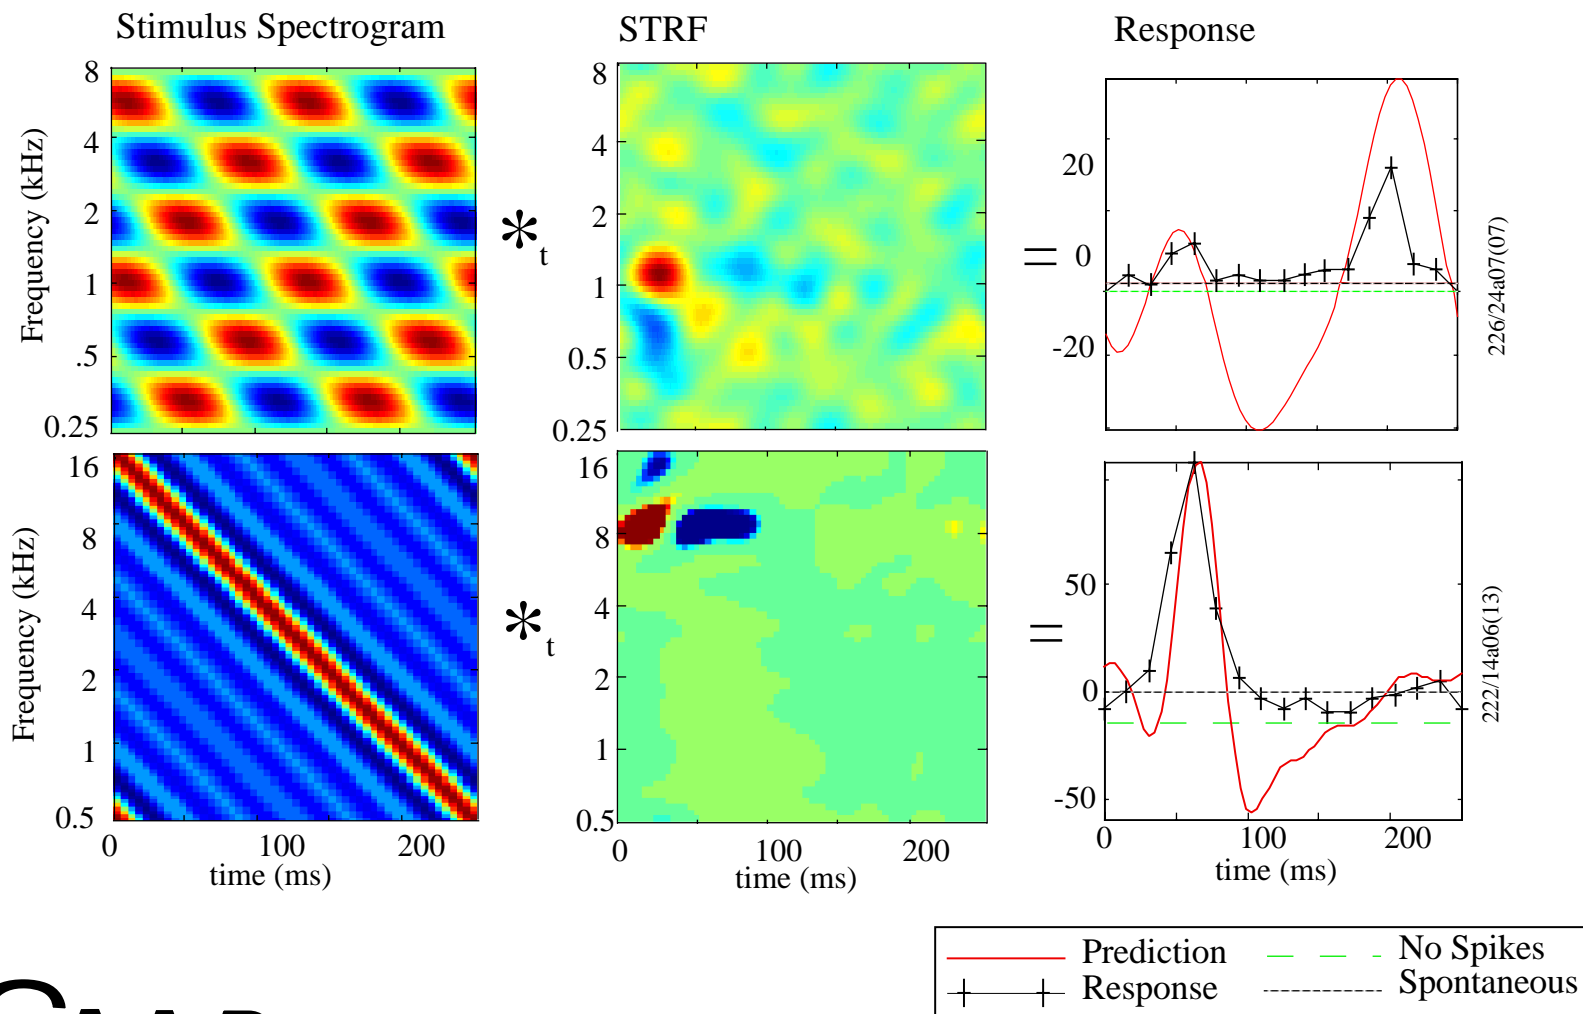 Stimulus Spectrogram
STRF
Response
8
4
2
1
.5
0.25
Frequency (kHz)
*t
8
4
2
1
0.5
0.25
=
20
0
-20
226/24a07(07)
16
8
4
2
1
0.5
Frequency (kHz)
0
100
200
time (ms)
*t
16
8
4
2
1
0.5
0
100
200
time (ms)
=
50
0
-50
0
100
200
time (ms)
222/14a06(13)
Prediction
No Spikes
Response
Spontaneous